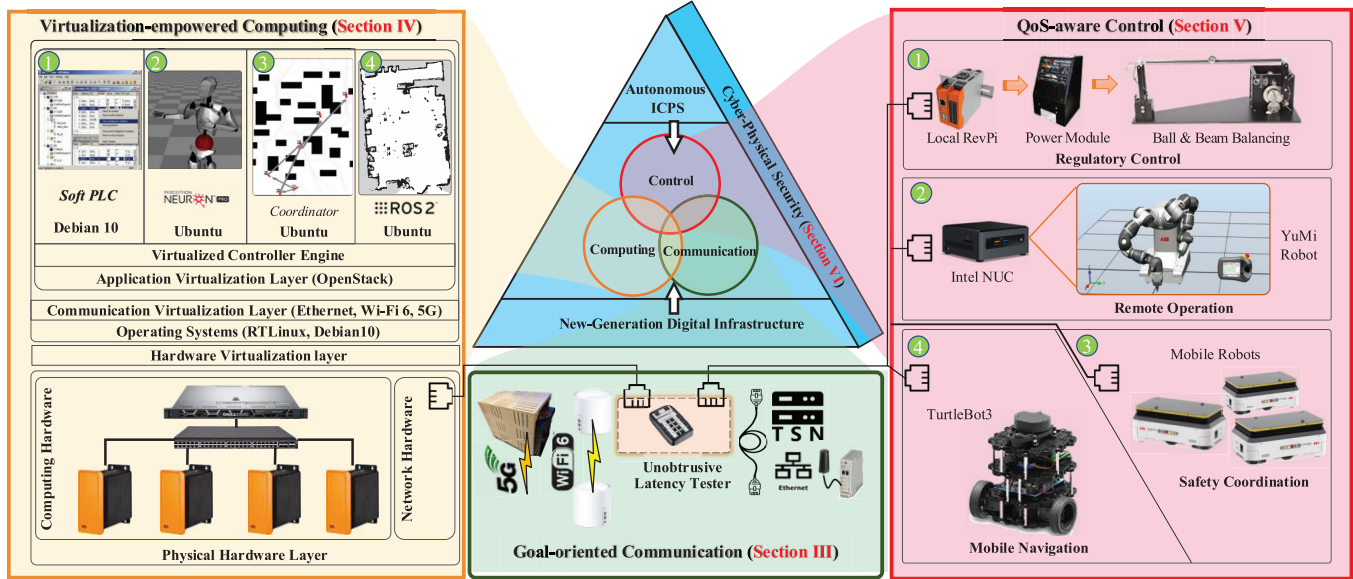 Virtualization-empowered Computing (Section IV)
1
2
3
4
Soft PLC
PERCEPTION
NEURON PRO
Coordinator
ROS 2
Debian 10
Ubuntu
Ubuntu
Ubuntu
Virtualized Controller Engine
Application Virtualization Layer (OpenStack)
Communication Virtualization Layer (Ethernet, Wi-Fi 6, 5G)
Operating Systems (RTLinux, Debian10)
Hardware Virtualization layer
Computing Hardware
Network Hardware
Physical Hardware Layer
Autonomous
ICPS
Cyber-Physical Security (Section VI)
Control
Computing
Communication
New-Generation Digital Infrastructure
5G
WiFi 6
Unobtrusive
Latency Tester
TSN
Ethernet
Goal-oriented Communication (Section III)
QoS-aware Control (Section V)
1
Local RevPi
Power Module
Ball & Beam Balancing
Regulatory Control
2
Intel NUC
ABB
YuMi
Robot
Remote Operation
4
TurtleBot3
Mobile Navigation
3
Mobile Robots
Safety Coordination